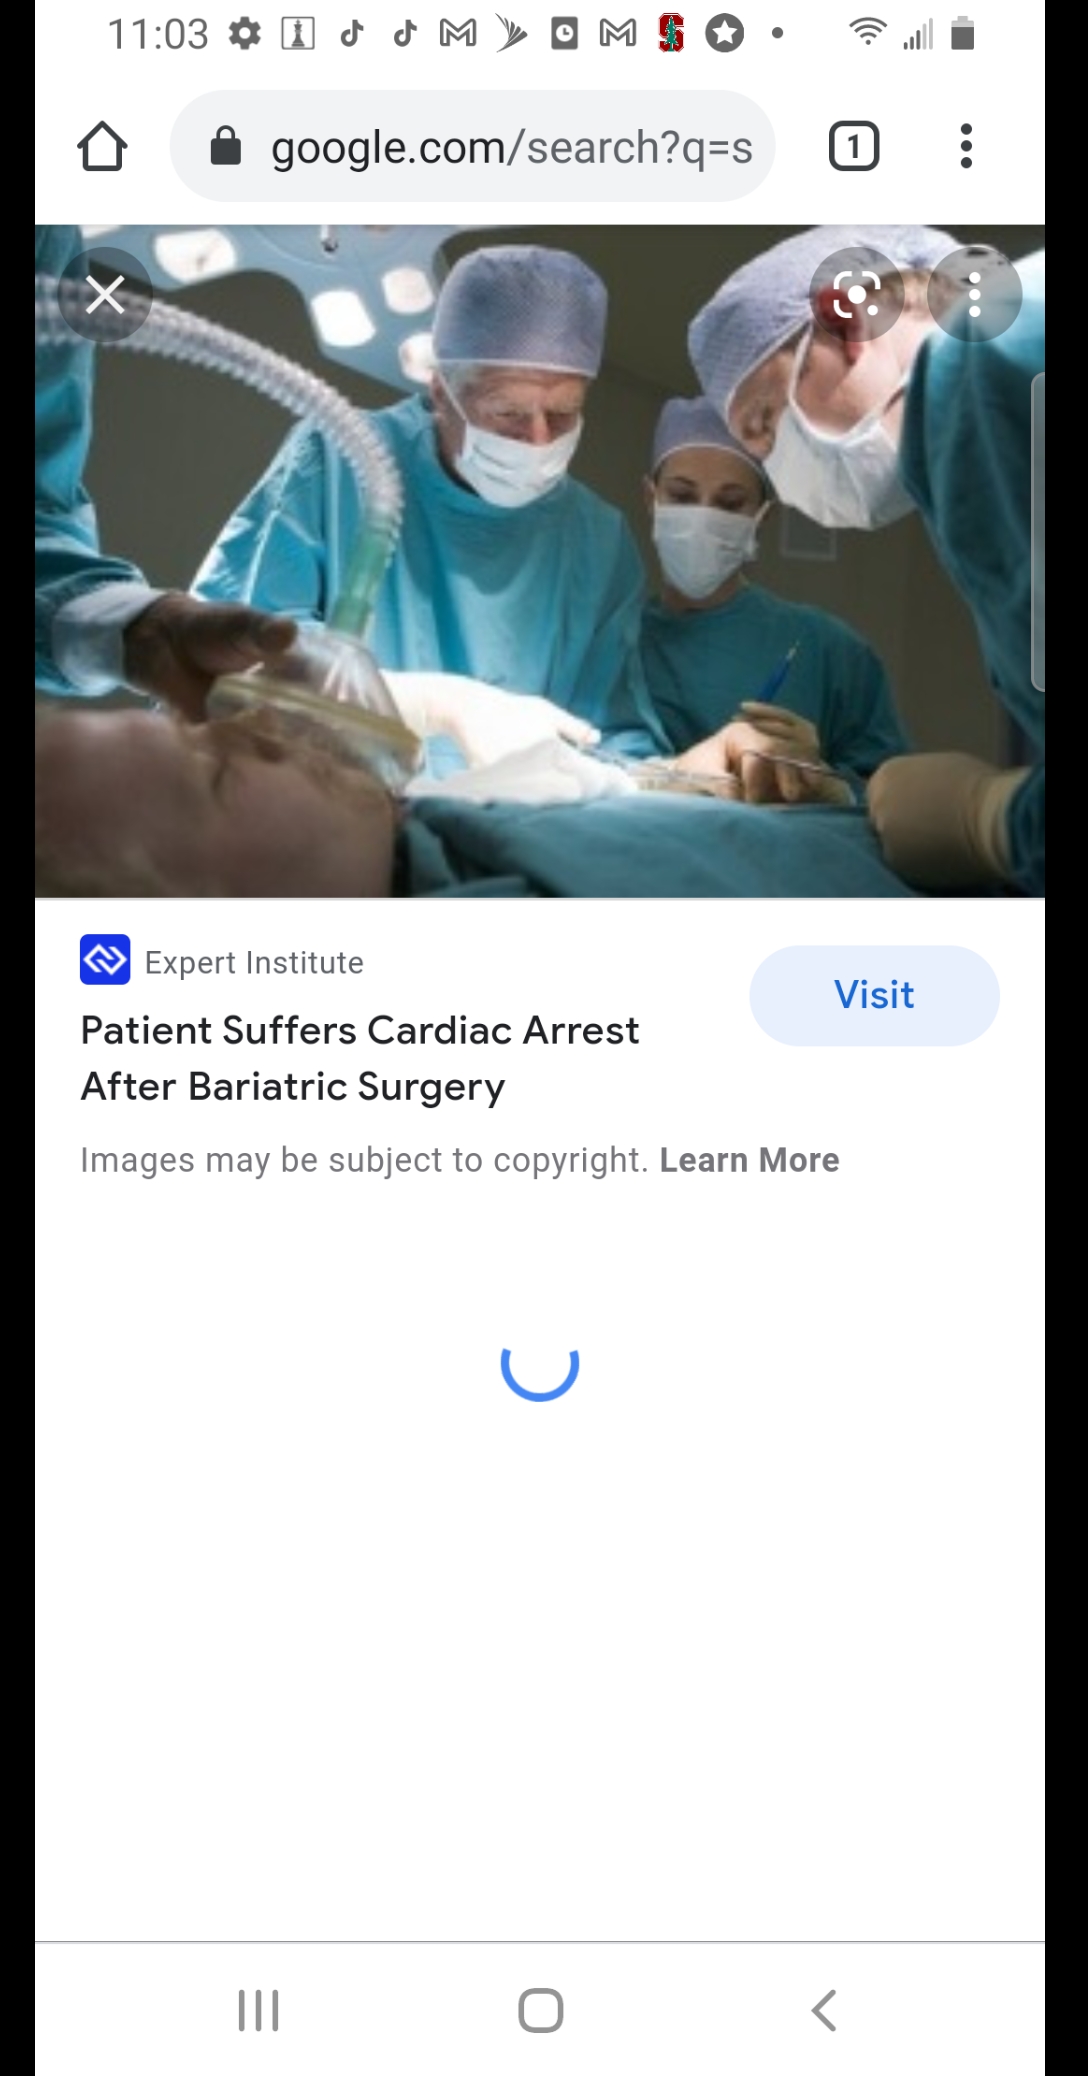 11:03
google.com/search?q=s
1
Expert Institute
Visit
Patient Suffers Cardiac Arrest
After Bariatric Surgery
Images may be subject to copyright. Learn More